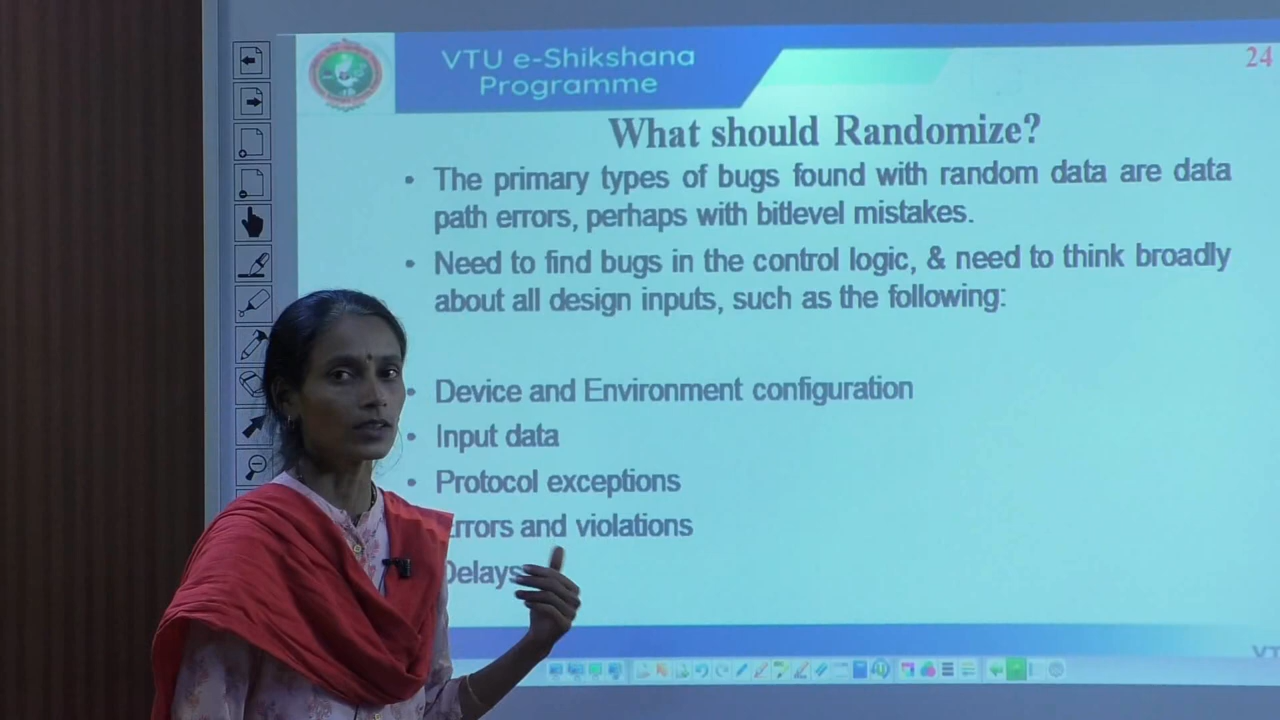 VTU e-Shikshana
Programme
24
What should Randomize?
• The primary types of bugs found with random data are data
path errors, perhaps with bitlevel mistakes.
• Need to find bugs in the control logic, & need to think broadly
about all design inputs, such as the following:
• Device and Environment configuration
• Input data
• Protocol exceptions
Errors and violations
Delays
VT